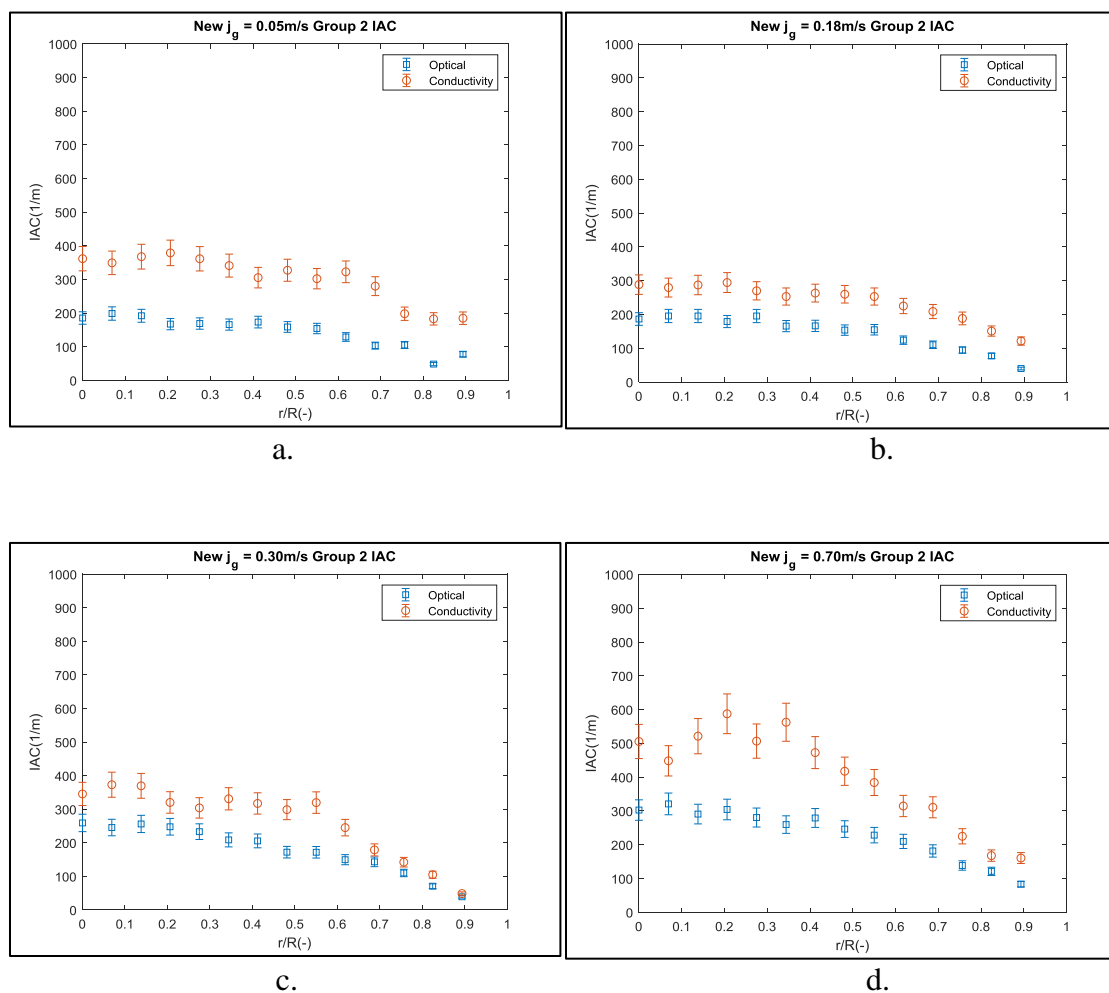 New j_g = 0.05m/s Group 2 IAC
1000
900
800
700
600
500
400
300
200
100
0
IAC(1/m)
Optical
Conductivity
0 0.1 0.2 0.3 0.4 0.5 0.6 0.7 0.8 0.9 1
r/R(-)
a.
New j_g = 0.18m/s Group 2 IAC
1000
900
800
700
600
500
400
300
200
100
0
IAC(1/m)
Optical
Conductivity
0 0.1 0.2 0.3 0.4 0.5 0.6 0.7 0.8 0.9 1
r/R(-)
b.
New j_g = 0.30m/s Group 2 IAC
1000
900
800
700
600
500
400
300
200
100
0
IAC(1/m)
Optical
Conductivity
0 0.1 0.2 0.3 0.4 0.5 0.6 0.7 0.8 0.9 1
r/R(-)
c.
New j_g = 0.70m/s Group 2 IAC
1000
900
800
700
600
500
400
300
200
100
0
IAC(1/m)
Optical
Conductivity
0 0.1 0.2 0.3 0.4 0.5 0.6 0.7 0.8 0.9 1
r/R(-)
d.